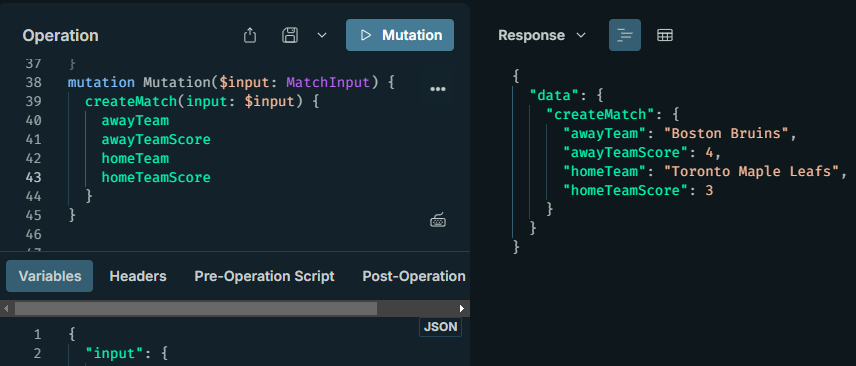 Operation
Mutation
37 }
38 mutation Mutation($input: MatchInput) {
39 createMatch(input: $input) {
40 awayTeam
41 awayTeamScore
42 homeTeam
43 homeTeamScore
44 }
45 }
46
47
Variables Headers Pre-Operation Script Post-Operation
JSON
1 {
2 "input": {
Response
{
"data": {
"createMatch": {
"awayTeam": "Boston Bruins",
"awayTeamScore": 4,
"homeTeam": "Toronto Maple Leafs",
"homeTeamScore": 3
}
}
}